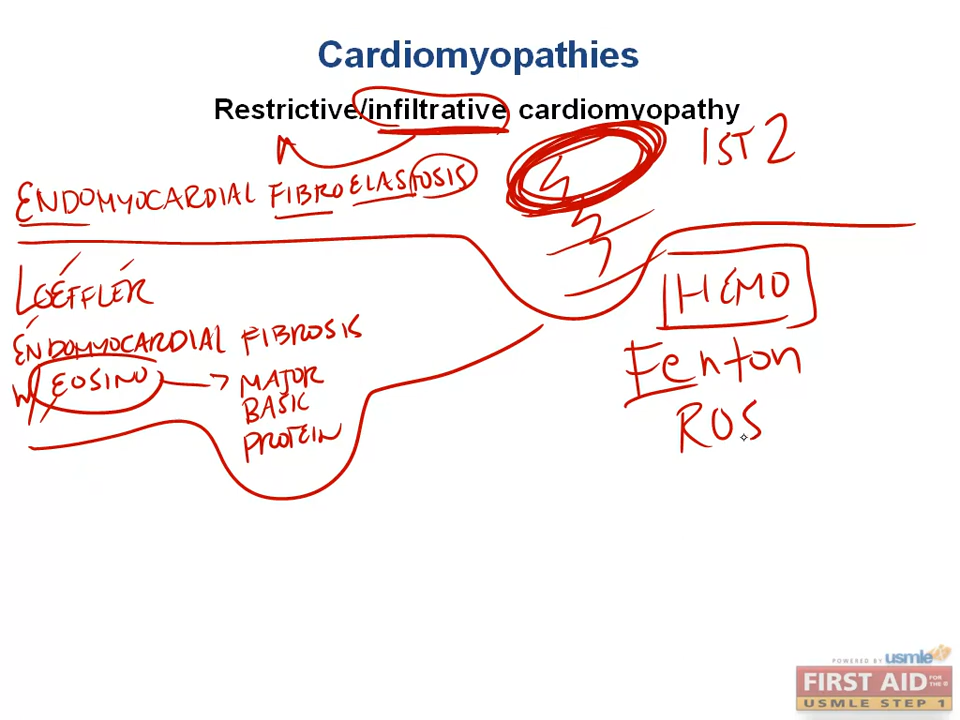 Cardiomyopathies
Restrictive/infiltrative cardiomyopathy
1ST 2
ENDOMYOCARDIAL FIBROELASTOSIS
LOEFFLER
ENDOMYOCARDIAL FIBROSIS
w/ EOSINO → MAJOR
BASIC
PROTEIN
HEMO
Fenton
ROS
POWERED BY usmle
FIRST AID FOR THE
USMLE STEP 1